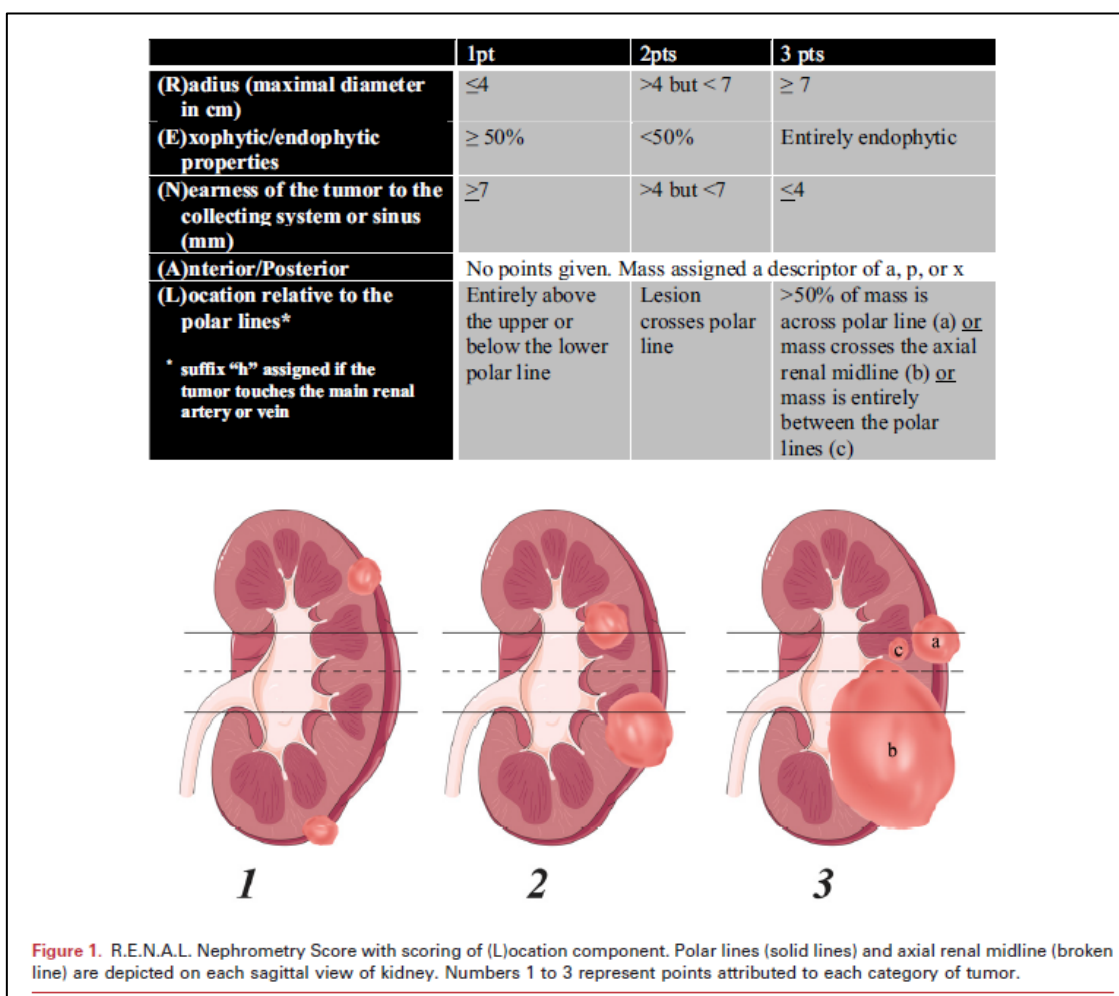 1pt 2pts 3 pts
(R)adius (maximal diameter in cm) ≤4 >4 but < 7 ≥ 7
(E)xophytic/endophytic properties ≥ 50% <50% Entirely endophytic
(N)earness of the tumor to the collecting system or sinus (mm) ≥7 >4 but <7 ≤4
(A)nterior/Posterior No points given. Mass assigned a descriptor of a, p, or x
(L)ocation relative to the polar lines*
* suffix “h” assigned if the tumor touches the main renal artery or vein
Entirely above the upper or below the lower polar line
Lesion crosses polar line
>50% of mass is across polar line (a) or mass crosses the axial renal midline (b) or mass is entirely between the polar lines (c)
a
c
b
1 2 3
Figure 1. R.E.N.A.L. Nephrometry Score with scoring of (L)ocation component. Polar lines (solid lines) and axial renal midline (broken
line) are depicted on each sagittal view of kidney. Numbers 1 to 3 represent points attributed to each category of tumor.